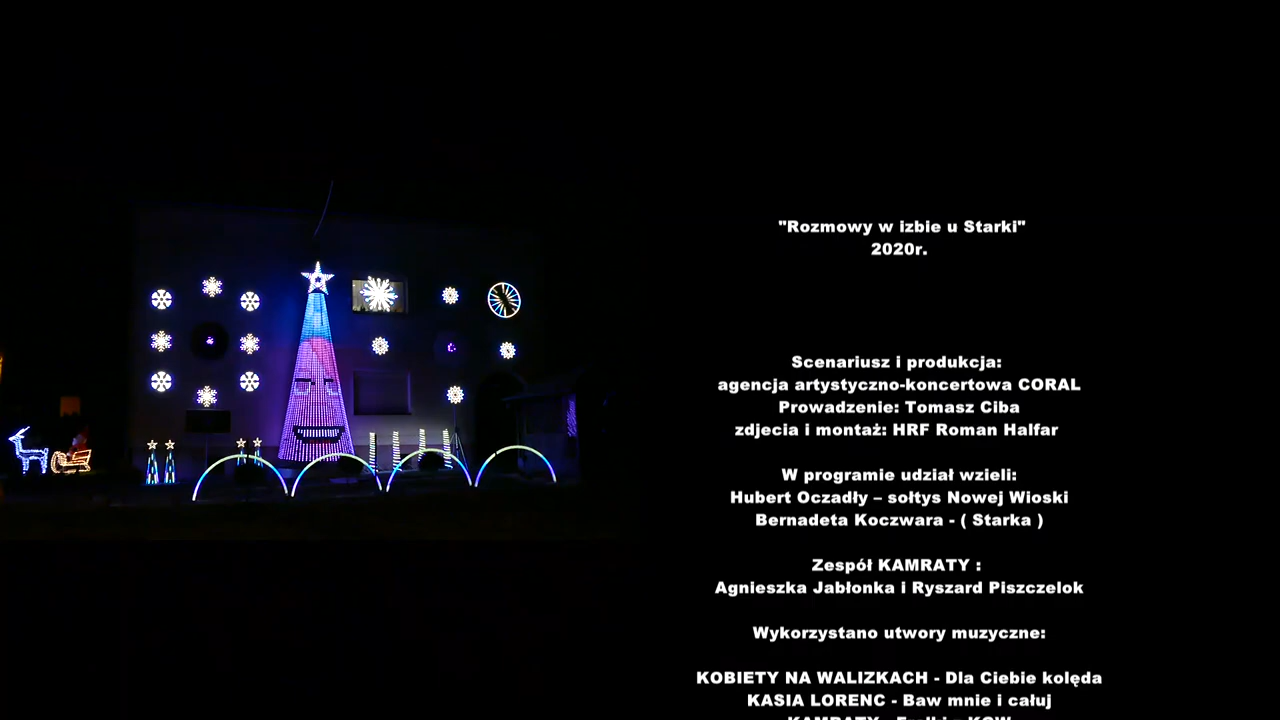 "Rozmowy w izbie u Starki"
2020r.
Scenariusz i produkcja:
agencja artystyczno-koncertowa CORAL
Prowadzenie: Tomasz Ciba
zdjecia i montaż: HRF Roman Halfar
W programie udział wzieli:
Hubert Oczadły – sołtys Nowej Wioski
Bernadeta Koczwara - ( Starka )
Zespół KAMRATY :
Agnieszka Jabłonka i Ryszard Piszczelok
Wykorzystano utwory muzyczne:
KOBIETY NA WALIZKACH - Dla Ciebie kolęda
KASIA LORENC - Baw mnie i całuj